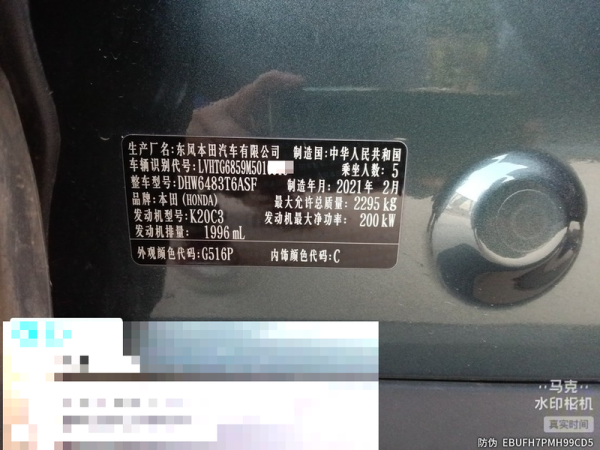 生产厂名:东风本田汽车有限公司 制造国:中华人民共和国
车辆识别代号:LVHTG6859M501 乘坐人数: 5
整车型号:DHW6483T6ASF 制造年月: 2021年 2月
品牌:本田 (HONDA) 最大允许总质量: 2295 kg
发动机型号:K20C3 发动机最大净功率: 200 kW
发动机排量: 1996 mL
外观颜色代码:G516P 内饰颜色代码:C
马克
水印相机
真实时间
防伪 EBUFH7PMH99CD5